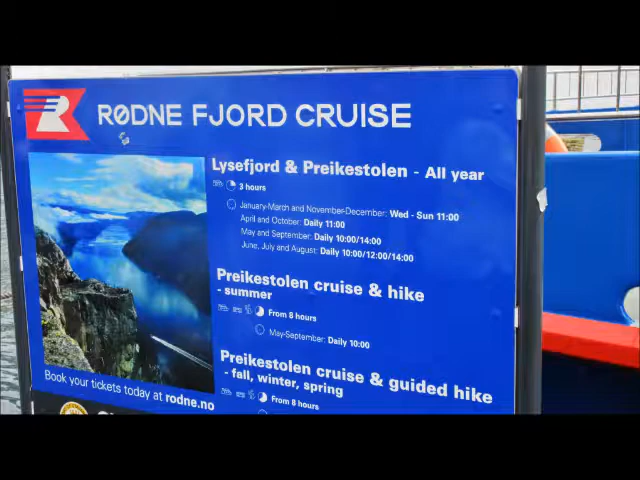 RØDNE FJORD CRUISE
Lysefjord & Preikestolen - All year
3 hours
January-March and November-December: Wed - Sun 11:00
April and October: Daily 11:00
May and September: Daily 10:00/14:00
June, July and August: Daily 10:00/12:00/14:00
Preikestolen cruise & hike
- summer
From 8 hours
May-September: Daily 10:00
Preikestolen cruise & guided hike
- fall, winter, spring
From 8 hours
Book your tickets today at rodne.no